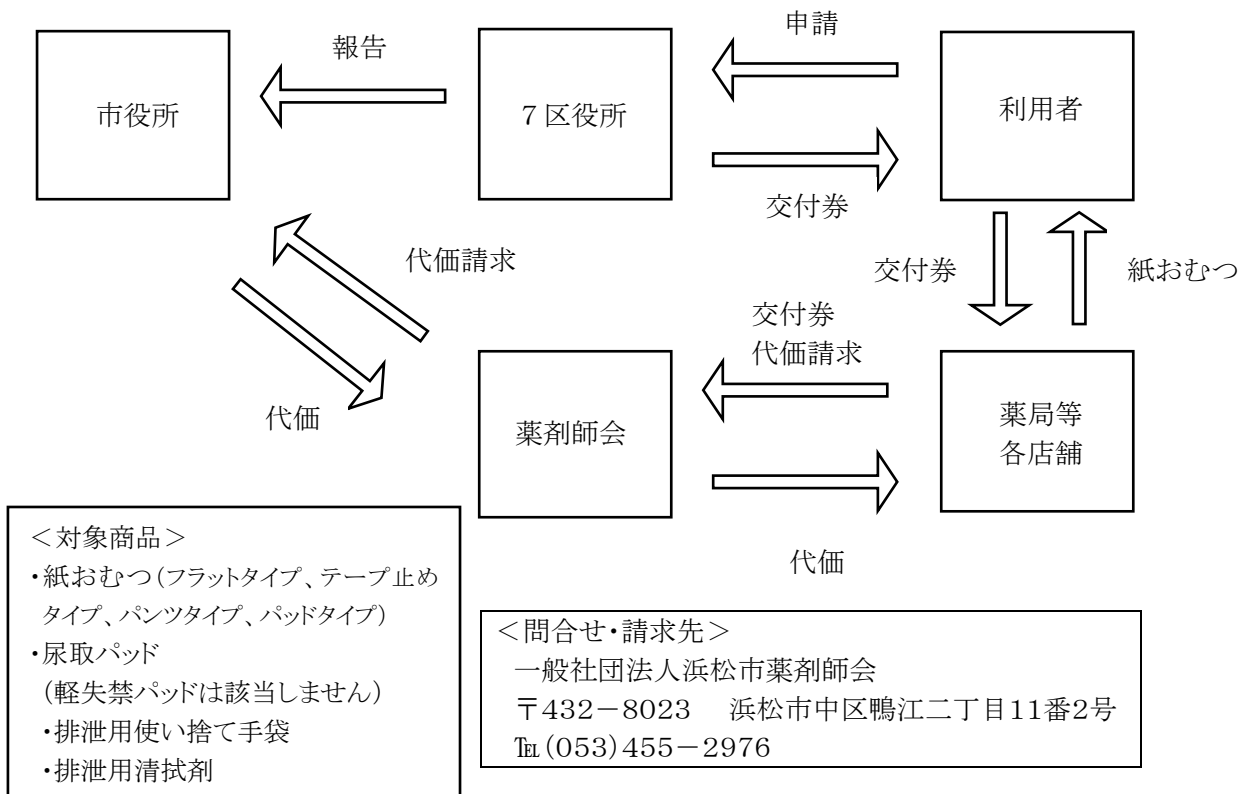 申請
報告
市役所
7区役所
利用者
交付券
代価請求
交付券
紙おむつ
交付券
代価請求
代価
薬剤師会
薬局等
各店舗
代価
＜対象商品＞
・紙おむつ(フラットタイプ、テープ止め
タイプ、パンツタイプ、パッドタイプ)
・尿取パッド
(軽失禁パッドは該当しません)
・排泄用使い捨て手袋
・排泄用清拭剤
＜問合せ・請求先＞
一般社団法人浜松市薬剤師会
〒432－8023　浜松市中区鴨江二丁目11番2号
℡(053)455－2976